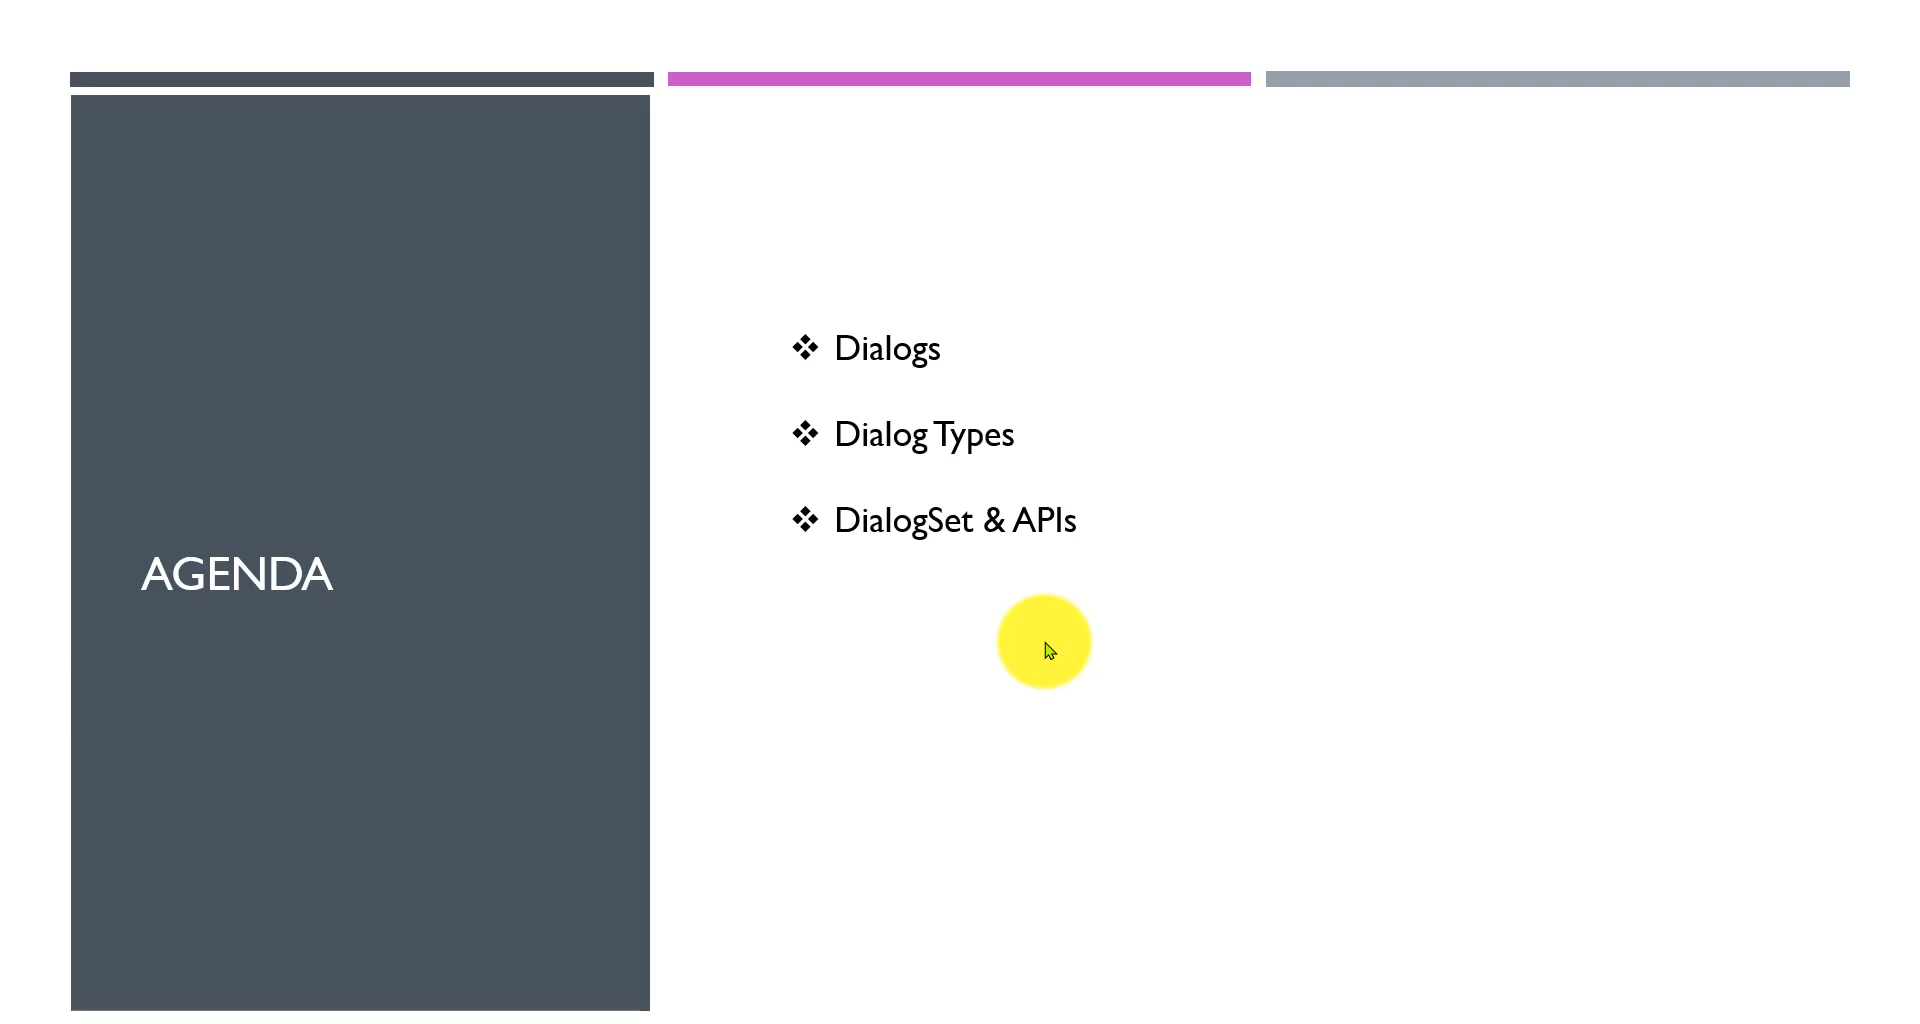 AGENDA
❖ Dialogs
❖ Dialog Types
❖ DialogSet & APIs